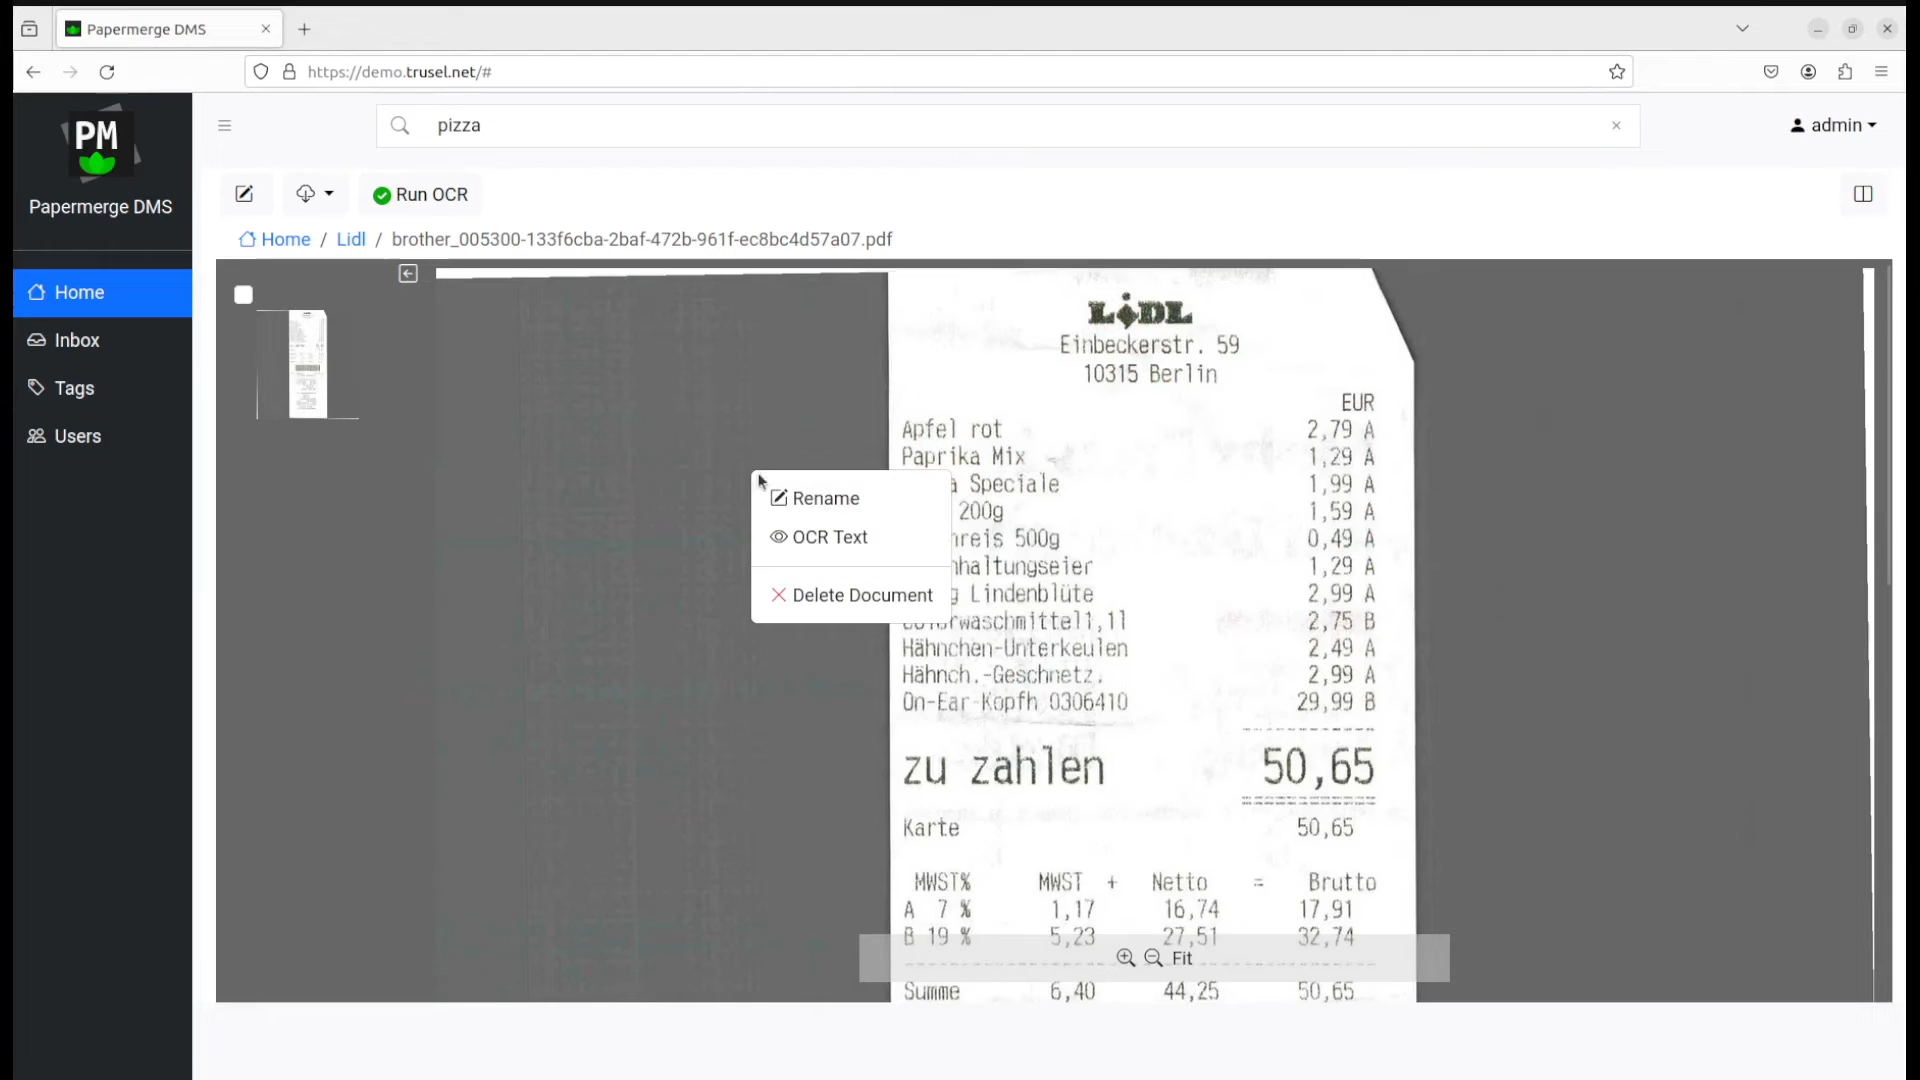 Papermerge DMS
https://demo.trusel.net/#
PM
Papermerge DMS
pizza
admin
Run OCR
Home / Lidl / brother_005300-133f6cba-2baf-472b-961f-ec8bc4d57a07.pdf
Home
Inbox
Tags
Users
LiDL
Einbeckerstr. 59
10315 Berlin
EUR
Apfel rot 2,79 A
Paprika Mix 1,29 A
a Speciale 1,99 A
200g 1,59 A
nreis 500g 0,49 A
nhaltungseier 1,29 A
g Lindenblüte 2,99 A
waschmittel1,1l 2,75 B
Hähnchen-Unterkeulen 2,49 A
Hähnch.-Geschnetz. 2,99 A
On-Ear-Kopfh 0306410 29,99 B
zu zahlen 50,65
Karte 50,65
MWST% MWST + Netto = Brutto
A 7 % 1,17 16,74 17,91
B 19 % 5,23 27,51 32,74
Summe 6,40 44,25 50,65
Rename
OCR Text
Delete Document
Fit